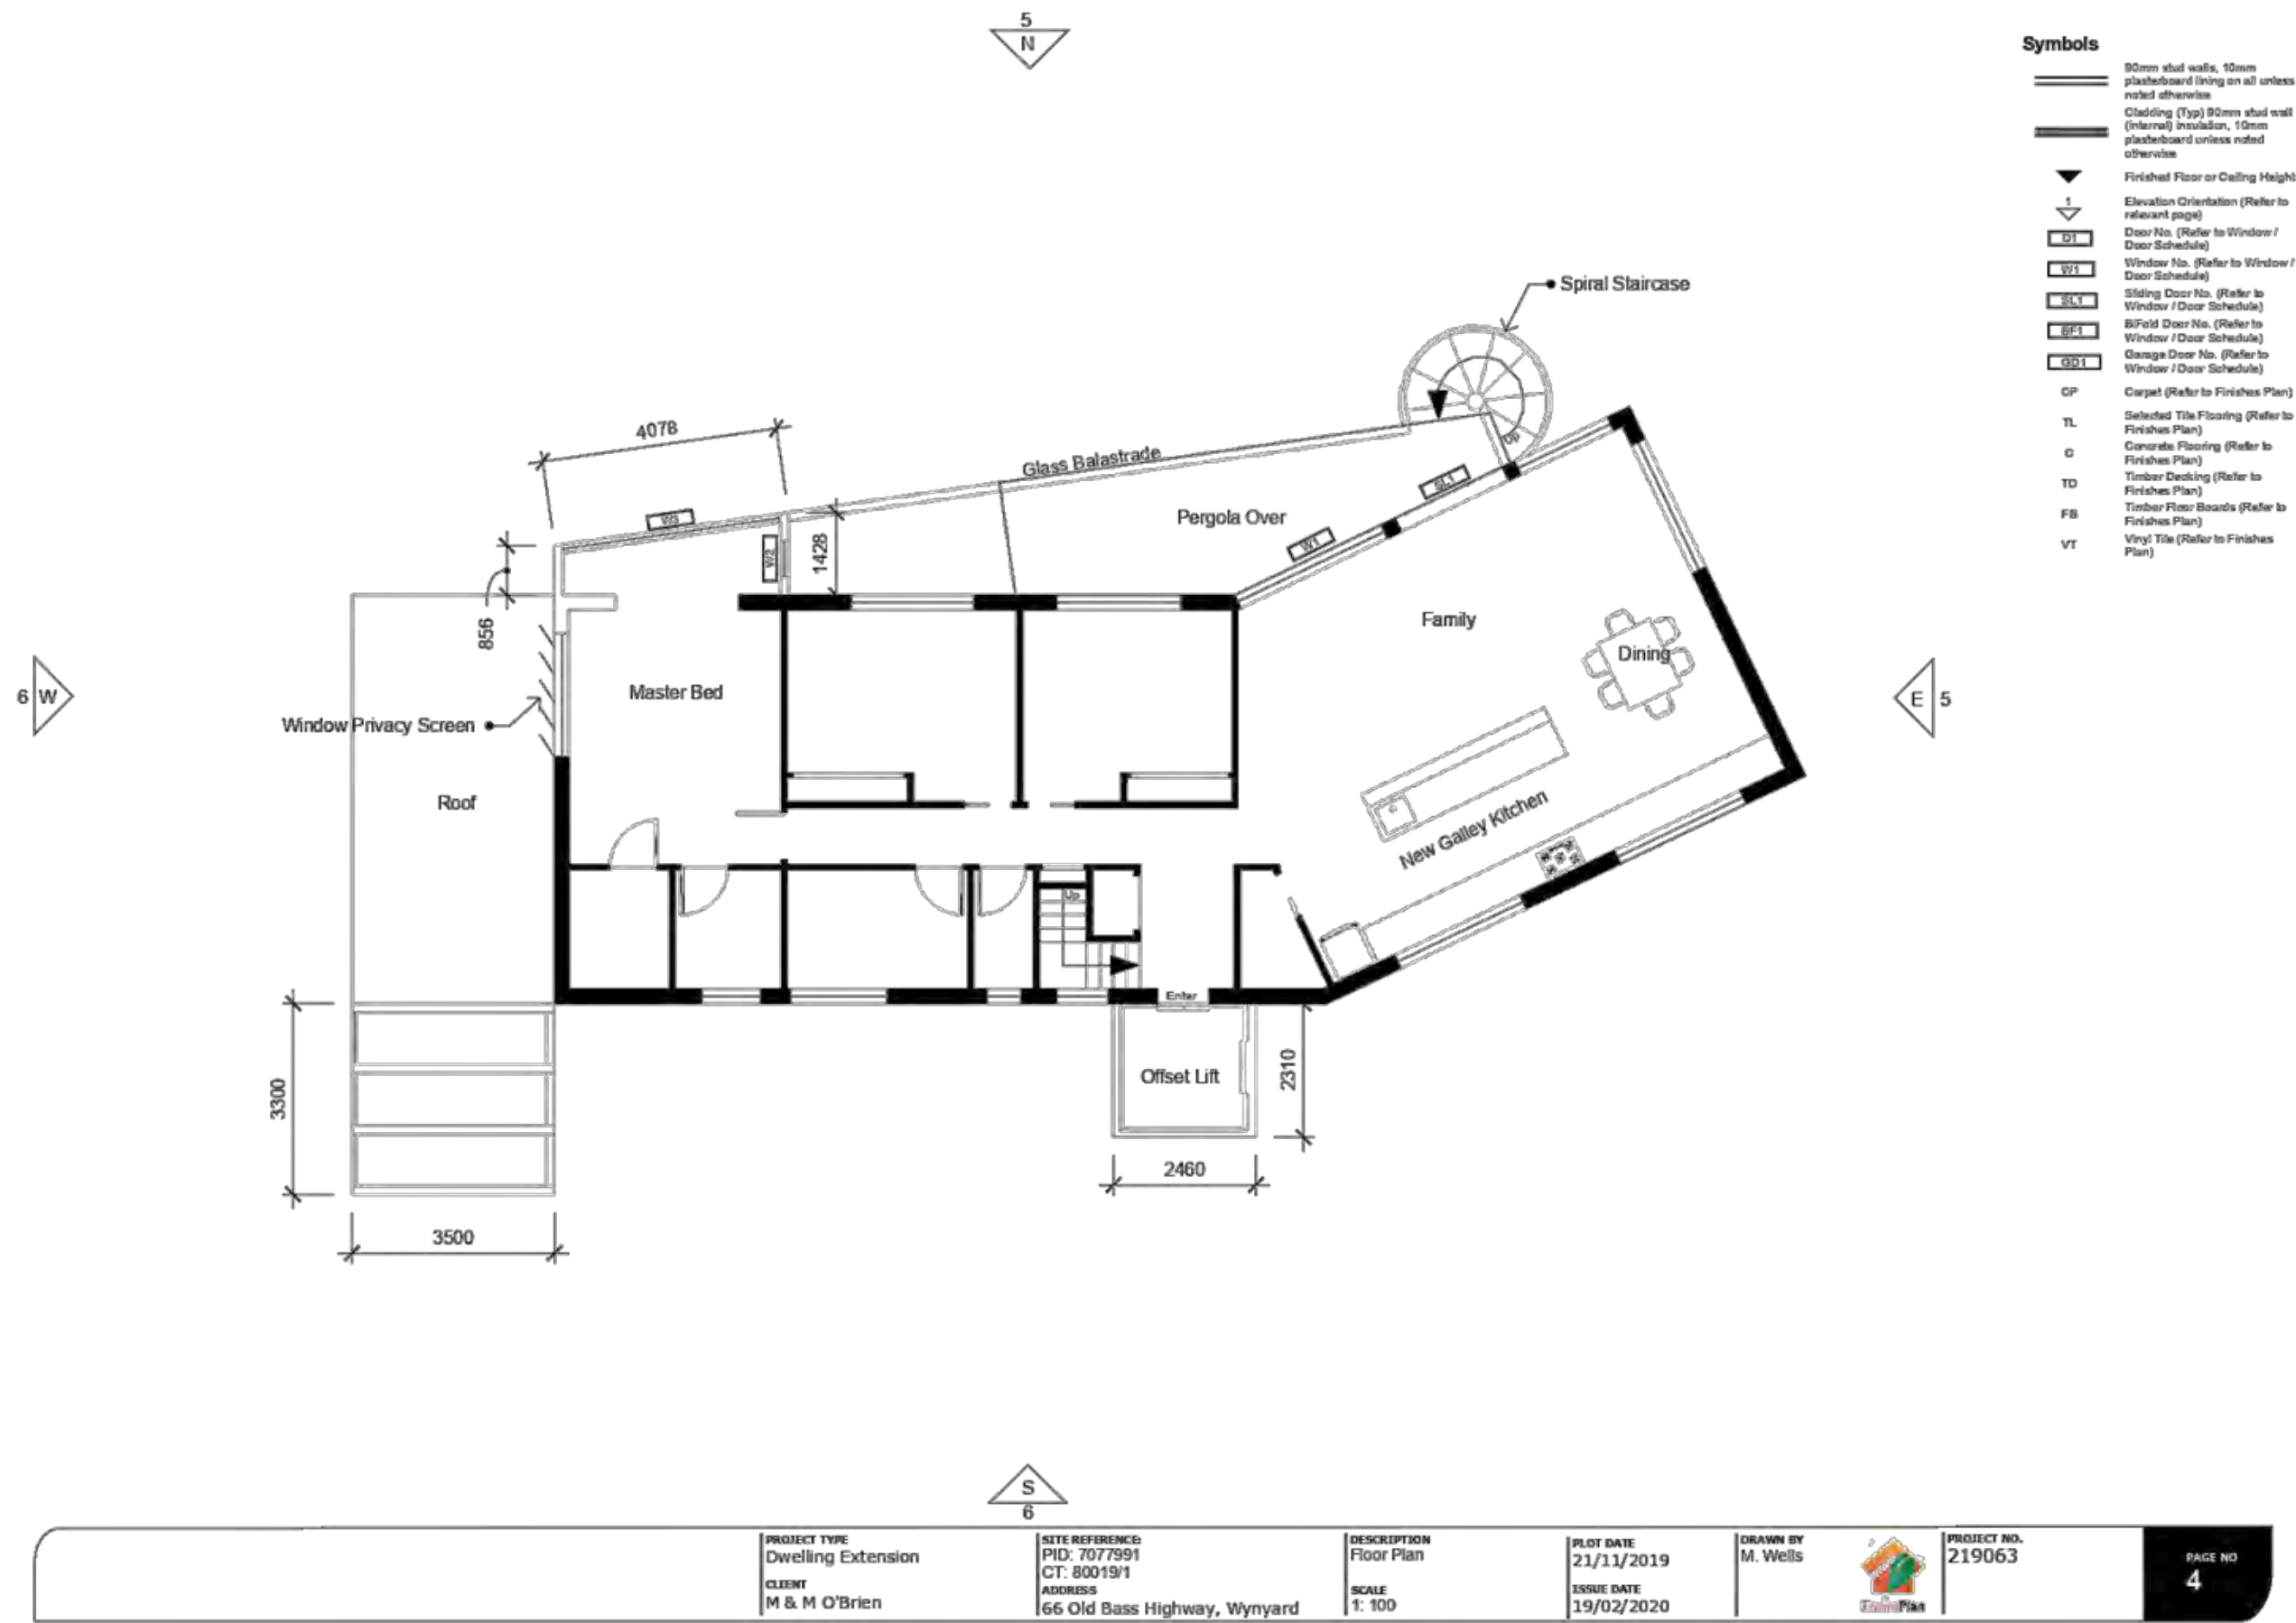 5
N
Symbols
90mm stud walls, 10mm
plasterboard lining on all unless
noted otherwise
Cladding (Typ) 90mm stud wall
(internal) insulation, 10mm
plasterboard unless noted
otherwise
Finished Floor or Ceiling Height
1
Elevation Orientation (Refer to
relevant page)
D1
Door No. (Refer to Window /
Door Schedule)
W1
Window No. (Refer to Window /
Door Schedule)
SL1
Sliding Door No. (Refer to
Window / Door Schedule)
BF1
BiFold Door No. (Refer to
Window / Door Schedule)
GD1
Garage Door No. (Refer to
Window / Door Schedule)
CP
Carpet (Refer to Finishes Plan)
TL
Selected Tile Flooring (Refer to
Finishes Plan)
C
Concrete Flooring (Refer to
Finishes Plan)
TD
Timber Decking (Refer to
Finishes Plan)
FB
Timber Floor Boards (Refer to
Finishes Plan)
VT
Vinyl Tile (Refer to Finishes
Plan)
Spiral Staircase
4078
Up
Glass Balastrade
SL1
W3
Pergola Over
W1
W2
1428
856
Family
Dining
6 W
Master Bed
E 5
Window Privacy Screen
Roof
New Galley Kitchen
Up
Enter
Offset Lift
2310
3300
2460
3500
S
6
PROJECT TYPE
Dwelling Extension
CLIENT
M & M O'Brien
SITE REFERENCE:
PID: 7077991
CT: 80019/1
ADDRESS
66 Old Bass Highway, Wynyard
DESCRIPTION
Floor Plan
SCALE
1: 100
PLOT DATE
21/11/2019
ISSUE DATE
19/02/2020
DRAWN BY
M. Wells
PROJECT NO.
219063
PAGE NO
4